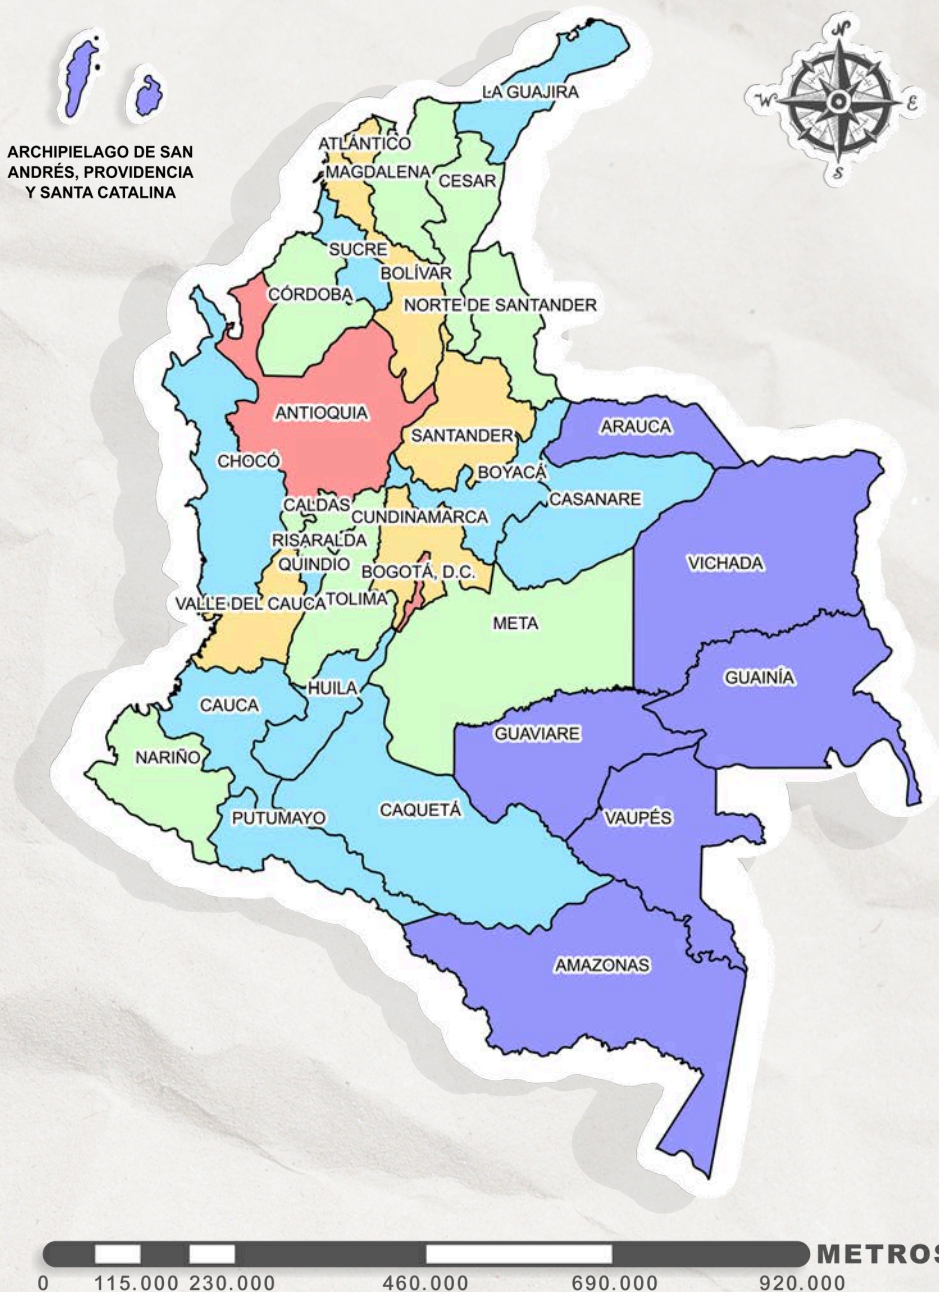 N
W
E
S
ARCHIPIELAGO DE SAN
ANDRÉS, PROVIDENCIA
Y SANTA CATALINA
LA GUAJIRA
ATLÁNTICO
MAGDALENA
CESAR
SUCRE
BOLÍVAR
CÓRDOBA
NORTE DE SANTANDER
ANTIOQUIA
SANTANDER
ARAUCA
CHOCÓ
BOYACÁ
CASANARE
CALDAS
CUNDINAMARCA
RISARALDA
QUINDIO
BOGOTÁ, D.C.
VICHADA
VALLE DEL CAUCA
TOLIMA
META
GUAINÍA
HUILA
CAUCA
GUAVIARE
NARIÑO
PUTUMAYO
CAQUETÁ
VAUPÉS
AMAZONAS
METROS
0 115.000 230.000 460.000 690.000 920.000